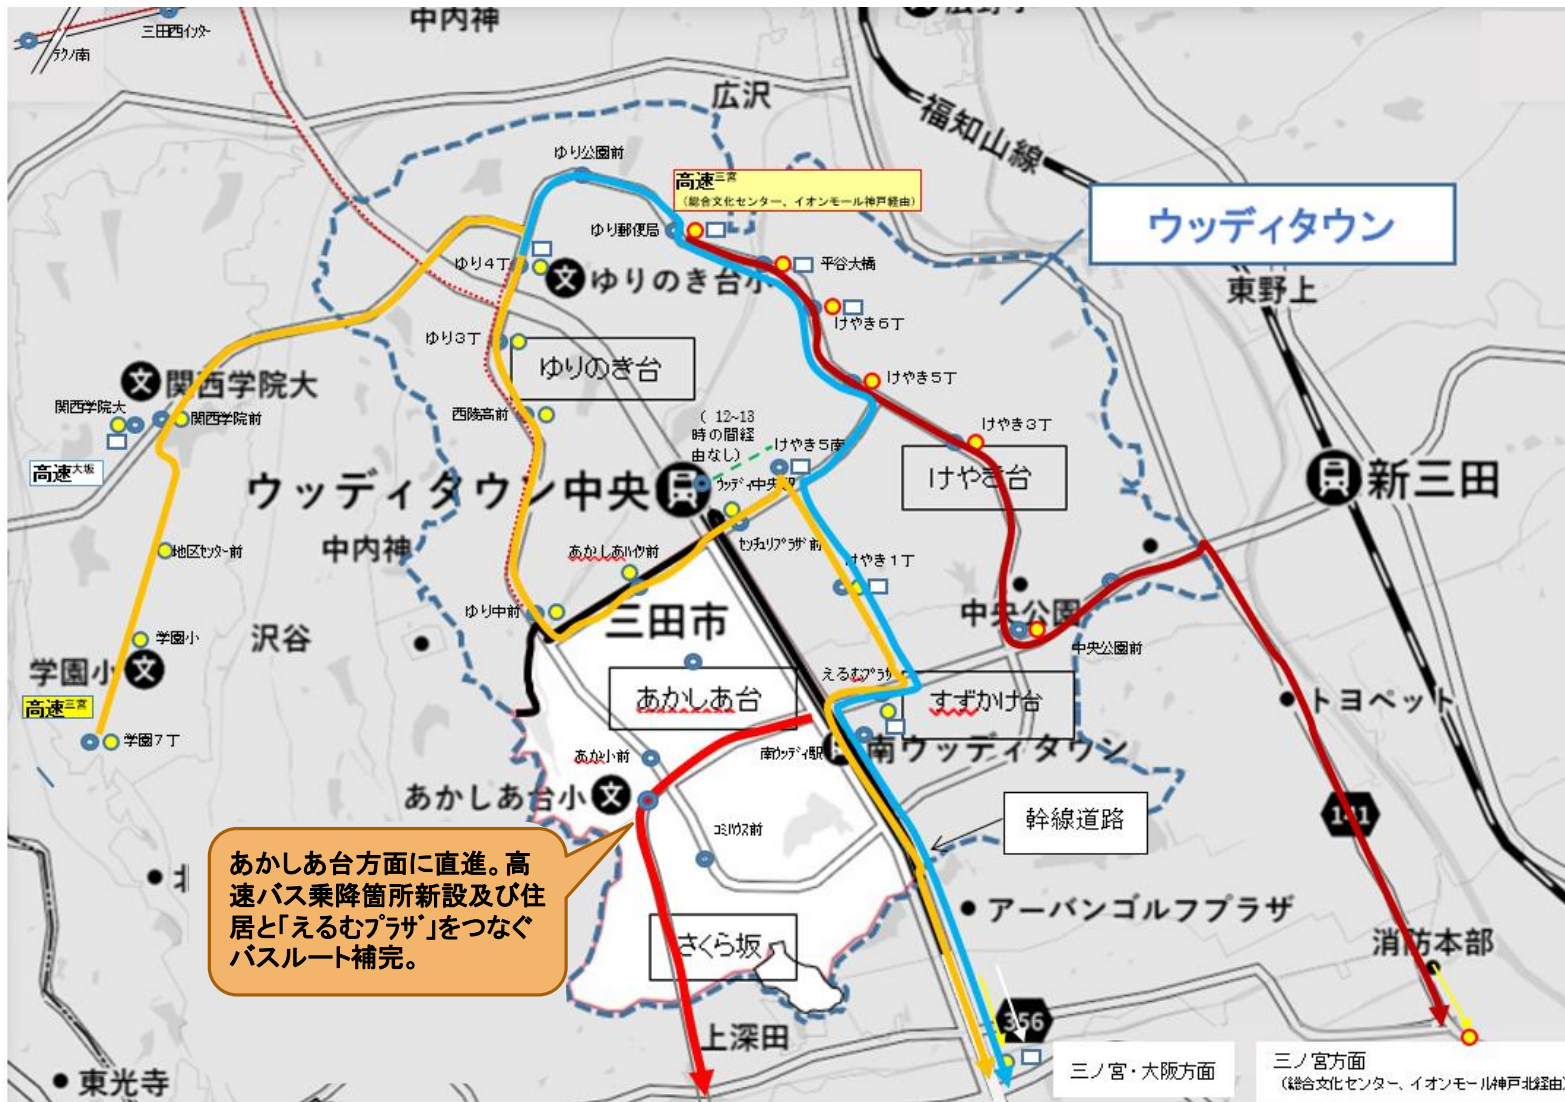 中内神
三田西インター
テクノ南
広沢
福知山線
ゆり公園前
高速三宮
（総合文化センター、イオンモール神戸経由）
ウッディタウン
ゆり郵便局
ゆり4丁
ゆりのき台小
平谷大橋
東野上
けやき6丁
ゆり3丁
ゆりのき台
関西学院大
けやき5丁
関西学院大
関西学院前
西陵高前
（ 12~13
時の間経
由なし）
けやき3丁
けやき5南
高速大坂
ウッディタウン中央
ウッディ中央駅
けやき台
新三田
中内神
あかしあハイツ前
センチュリプラザ前
地区センター前
けやき1丁
ゆり中前
三田市
中央公園
沢谷
学園小
中央公園前
学園小
えるむプラザ
あかしあ台
すずかけ台
トヨペット
高速三宮
学園7丁
あか小前
南ウッディ駅
南ウッディタウン
あかしあ台小
幹線道路
141
コミハウス前
あかしあ台方面に直進。高
速バス乗降箇所新設及び住
居と「えるむプラザ」をつなぐ
バスルート補完。
アーバンゴルフプラザ
さくら坂
消防本部
356
上深田
東光寺
三ノ宮・大阪方面
三ノ宮方面
（総合文化センター、イオンモール神戸北経由）